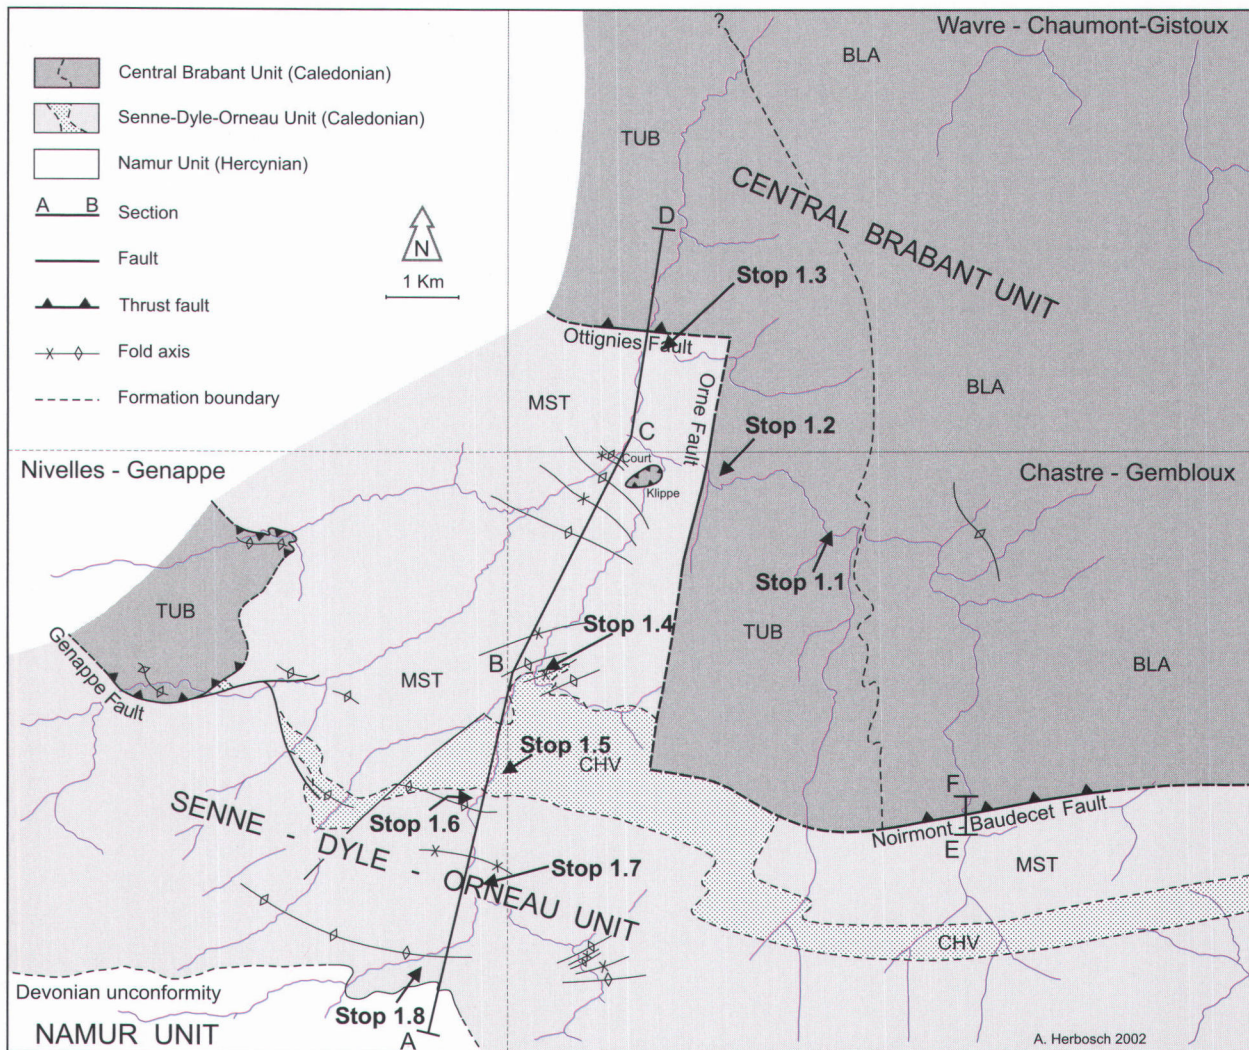 Wavre - Chaumont-Gistoux
Central Brabant Unit (Caledonian)
Senne-Dyle-Orneau Unit (Caledonian)
Namur Unit (Hercynian)
A B Section
Fault
Thrust fault
Fold axis
Formation boundary
N
1 Km
?
BLA
TUB
CENTRAL BRABANT UNIT
D
Stop 1.3
Ottignies Fault
Orne Fault
MST
BLA
C
Stop 1.2
Court
Klippe
Nivelles - Genappe
Chastre - Gembloux
Stop 1.1
TUB
Genappe Fault
MST
B
Stop 1.4
TUB
BLA
Stop 1.5
CHV
Stop 1.6
F
Noirmont - Baudecet Fault
E
MST
SENNE - DYLE - ORNEAU UNIT
Stop 1.7
CHV
Devonian unconformity
NAMUR UNIT
Stop 1.8
A
A. Herbosch 2002